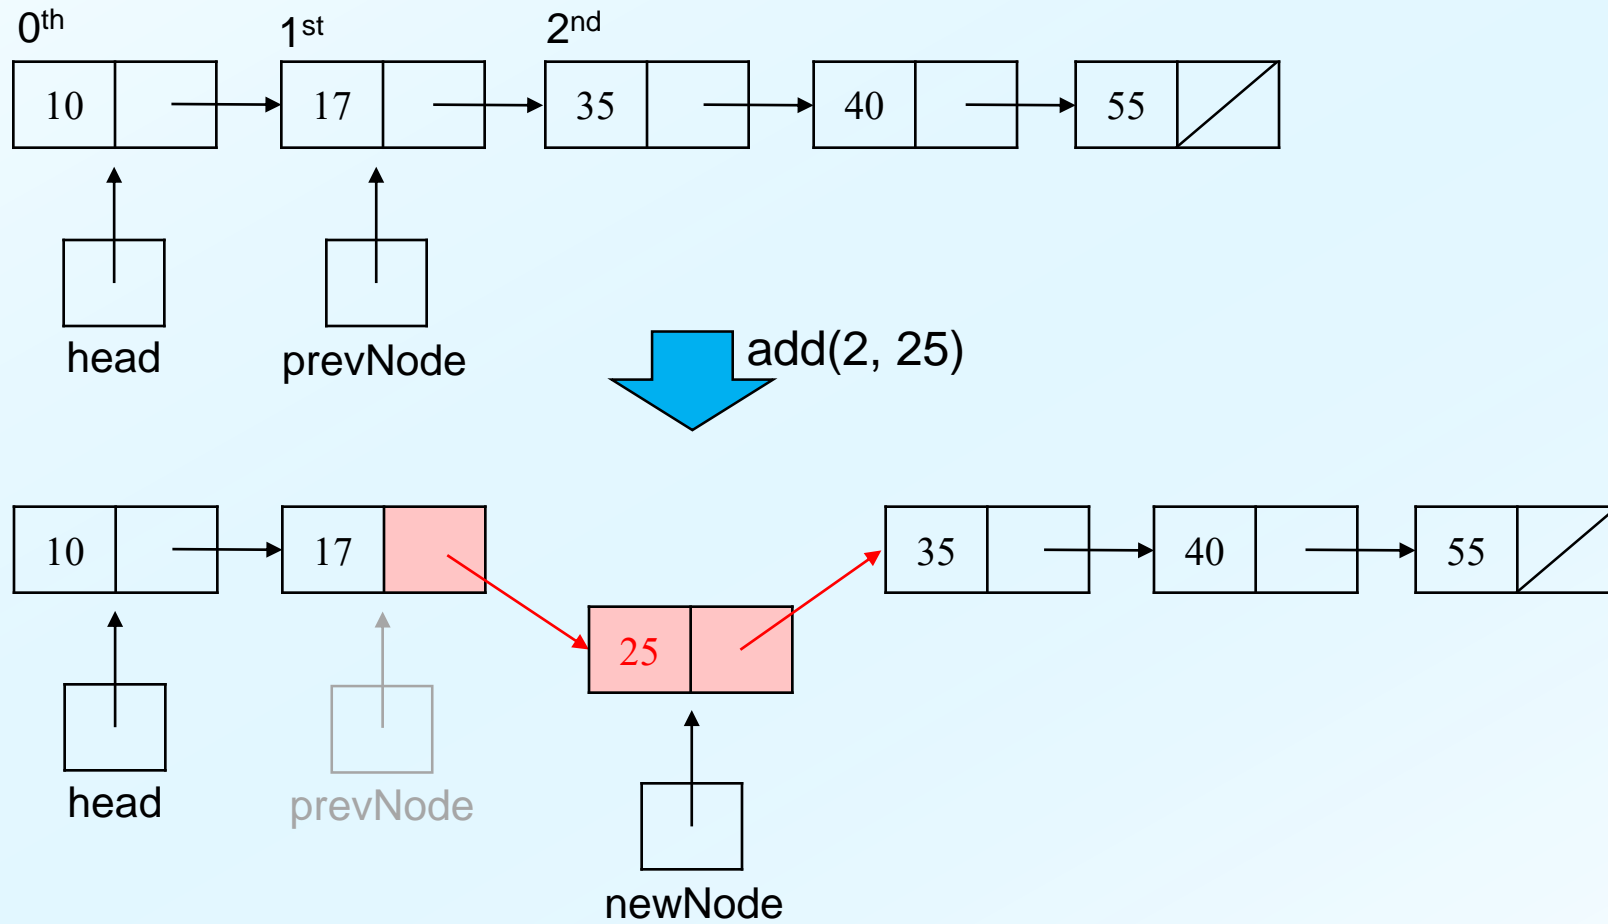 0th 1st 2nd
10 17 35 40 55
head prevNode
add(2, 25)
10 17 35 40 55
25
head prevNode
newNode